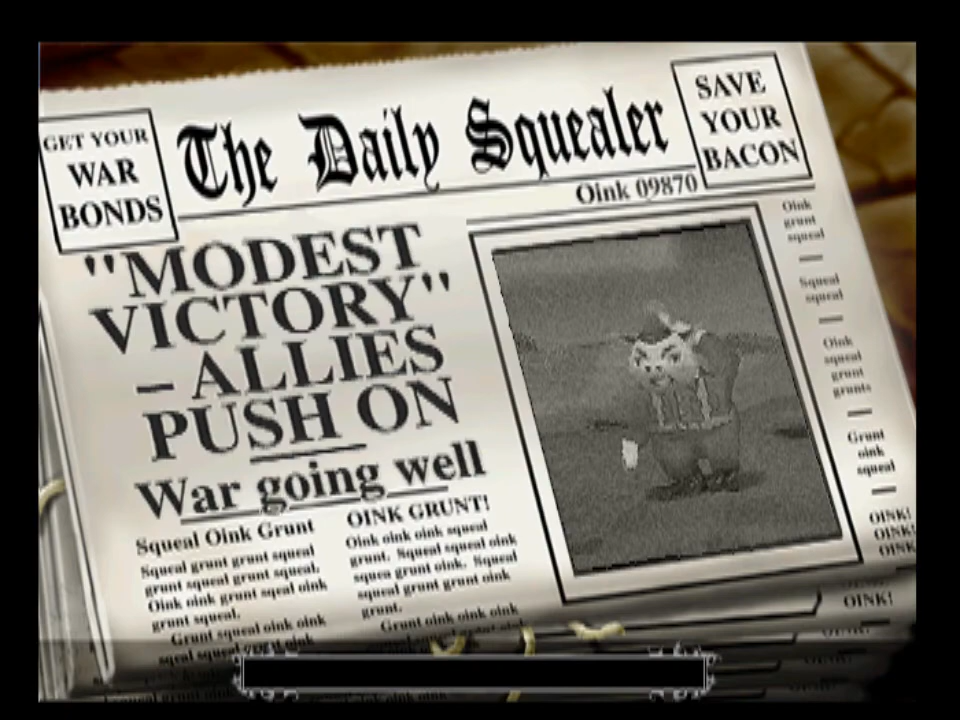 GET YOUR
WAR
BONDS
The Daily Squealer
SAVE
YOUR
BACON
Oink 09870
"MODEST
VICTORY"
– ALLIES
PUSH ON
War going well
Squeal Oink Grunt
Squeal grunt squeal
grunt squeal grunt squeal.
Oink oink grunt sqeal oink
grunt squeal.
Grunt squeal oink oink
sqeal squeal grunt oink
OINK GRUNT!
Oink oink oink squeal
grunt. Squeal squeal oink
squea grunt oink. Squeal
squeal grunt grunt oink
grunt.
Grunt oink oink oink
Oink
grunt
squeal
Squeal
squeal
Oink
squeal
grunt
grunts
Grunt
oink
squeal
OINK!
OINK!
OINK
OINK!